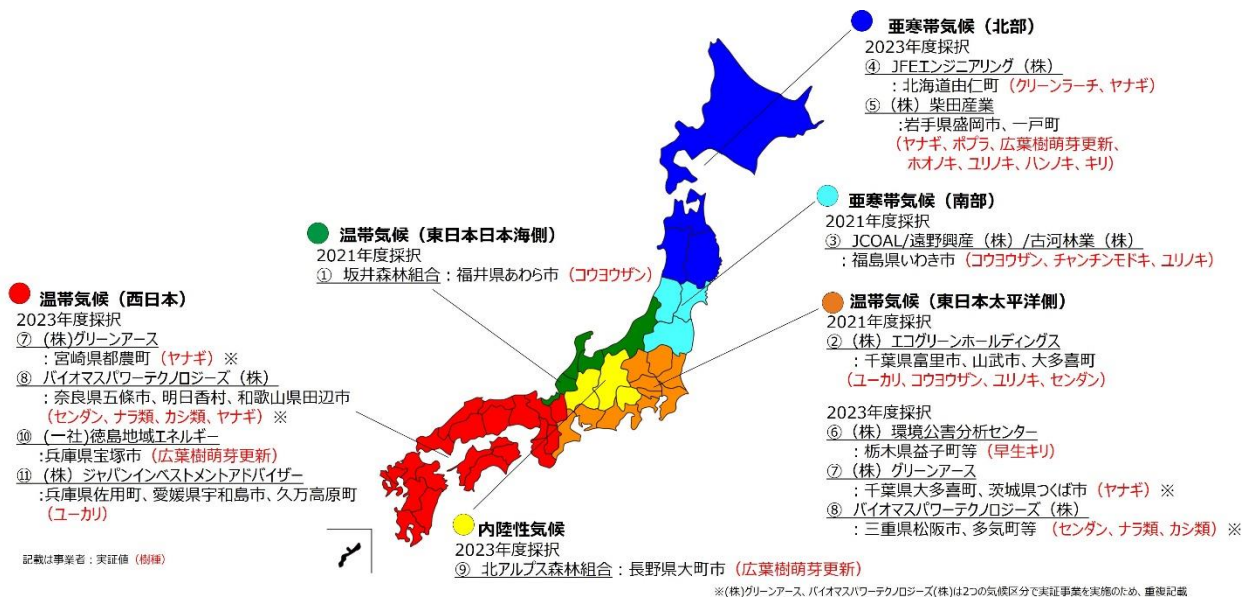 亜寒帯気候（北部）
2023年度採択
④ JFEエンジニアリング（株）
：北海道由仁町（クリーンラーチ、ヤナギ）
⑤（株）柴田産業
：岩手県盛岡市、一戸町
（ヤナギ、ポプラ、広葉樹萌芽更新、
ホオノキ、ユリノキ、ハンノキ、キリ）
亜寒帯気候（南部）
2021年度採択
③ JCOAL/遠野興産（株）/古河林業（株）
：福島県いわき市（コウヨウザン、チャンチンモドキ、ユリノキ）
温帯気候（東日本日本海側）
2021年度採択
① 坂井森林組合：福井県あわら市（コウヨウザン）
温帯気候（西日本）
2023年度採択
⑦ (株)グリーンアース
：宮崎県都農町（ヤナギ）※
⑧ バイオマスパワーテクノロジーズ（株）
：奈良県五條市、明日香村、和歌山県田辺市
（センダン、ナラ類、カシ類、ヤナギ）※
⑩ (一社)徳島地域エネルギー
:兵庫県宝塚市（広葉樹萌芽更新）
⑪（株）ジャパンインベストメントアドバイザー
:兵庫県佐用町、愛媛県宇和島市、久万高原町
（ユーカリ）
温帯気候（東日本太平洋側）
2021年度採択
②（株）エコグリーンホールディングス
：千葉県富里市、山武市、大多喜町
（ユーカリ、コウヨウザン、ユリノキ、センダン）
2023年度採択
⑥（株）環境公害分析センター
：栃木県益子町等（早生キリ）
⑦（株）グリーンアース
：千葉県大多喜町、茨城県つくば市（ヤナギ）※
⑧ バイオマスパワーテクノロジーズ（株）
：三重県松阪市、多気町等（センダン、ナラ類、カシ類）※
内陸性気候
2023年度採択
⑨ 北アルプス森林組合：長野県大町市（広葉樹萌芽更新）
記載は事業者：実証値（樹種）
※(株)グリーンアース、バイオマスパワーテクノロジーズ(株)は2つの気候区分で実証事業を実施のため、重複記載